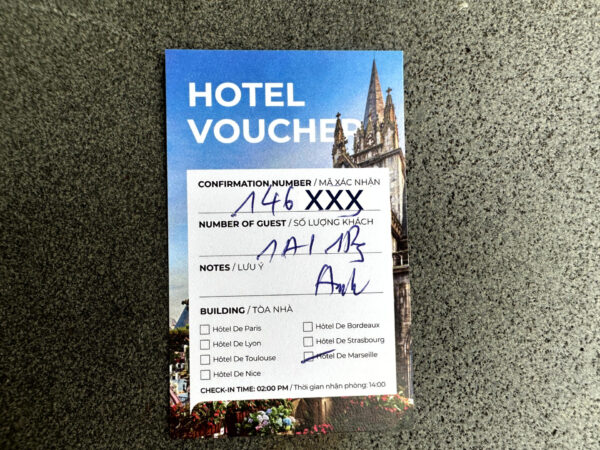 HOTEL
VOUCHER
CONFIRMATION NUMBER / MÃ XÁC NHẬN
146 XXX
NUMBER OF GUEST / SỐ LƯỢNG KHÁCH
1A1
NOTES / LƯU Ý
Anh
BUILDING / TÒA NHÀ
Hôtel De Paris
Hôtel De Lyon
Hôtel De Toulouse
Hôtel De Nice
Hôtel De Bordeaux
Hôtel De Strasbourg
Hôtel De Marseille
CHECK-IN TIME: 02:00 PM / Thời gian nhận phòng: 14:00